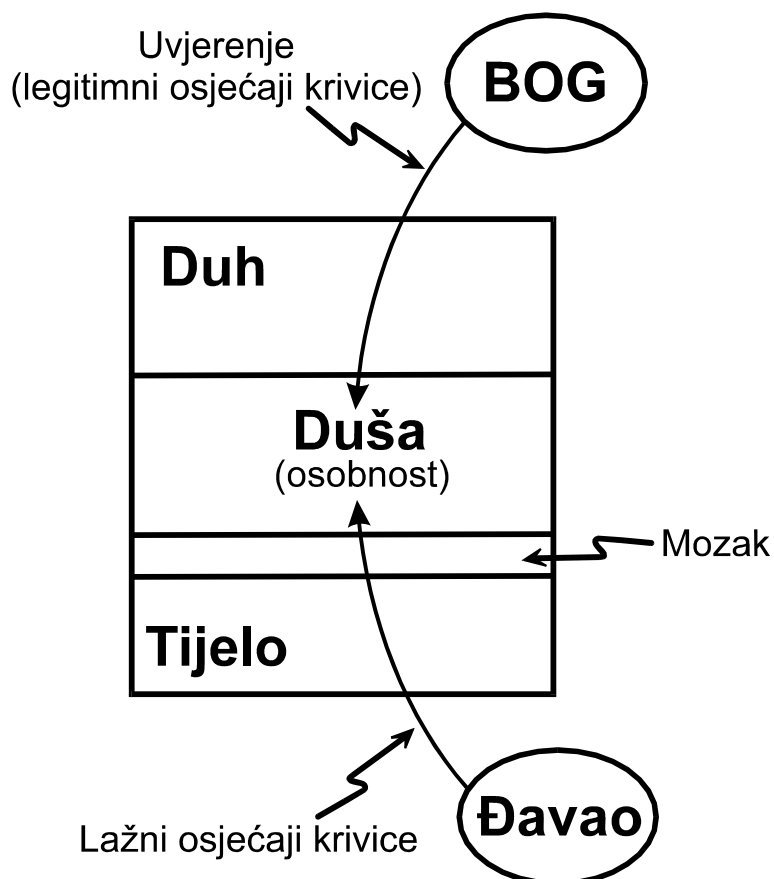 Uvjerenje
(legitimni osjećaji krivice)
BOG
Duh
Duša
(osobnost)
Mozak
Tijelo
Lažni osjećaji krivice
Đavao